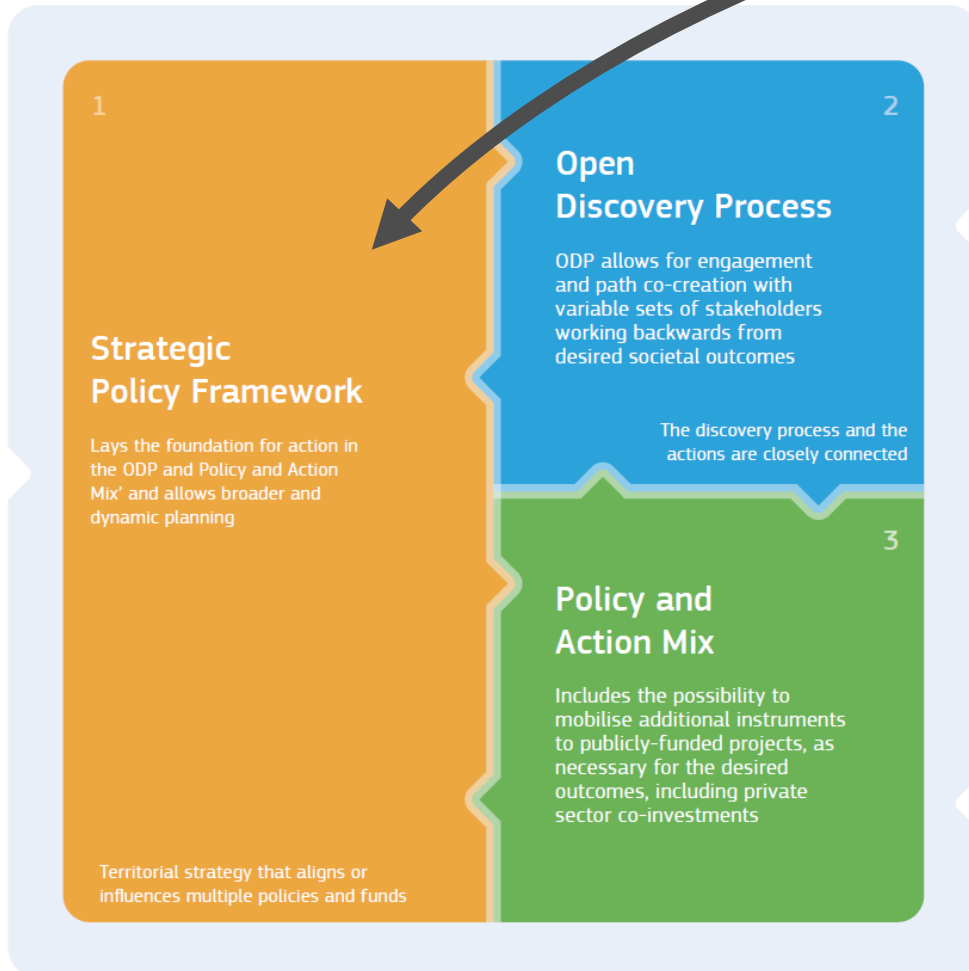 1
Strategic
Policy Framework
Lays the foundation for action in
the ODP and Policy and Action
Mix' and allows broader and
dynamic planning
Territorial strategy that aligns or
influences multiple policies and funds
2
Open
Discovery Process
ODP allows for engagement
and path co-creation with
variable sets of stakeholders
working backwards from
desired societal outcomes
The discovery process and the
actions are closely connected
3
Policy and
Action Mix
Includes the possibility to
mobilise additional instruments
to publicly-funded projects, as
necessary for the desired
outcomes, including private
sector co-investments